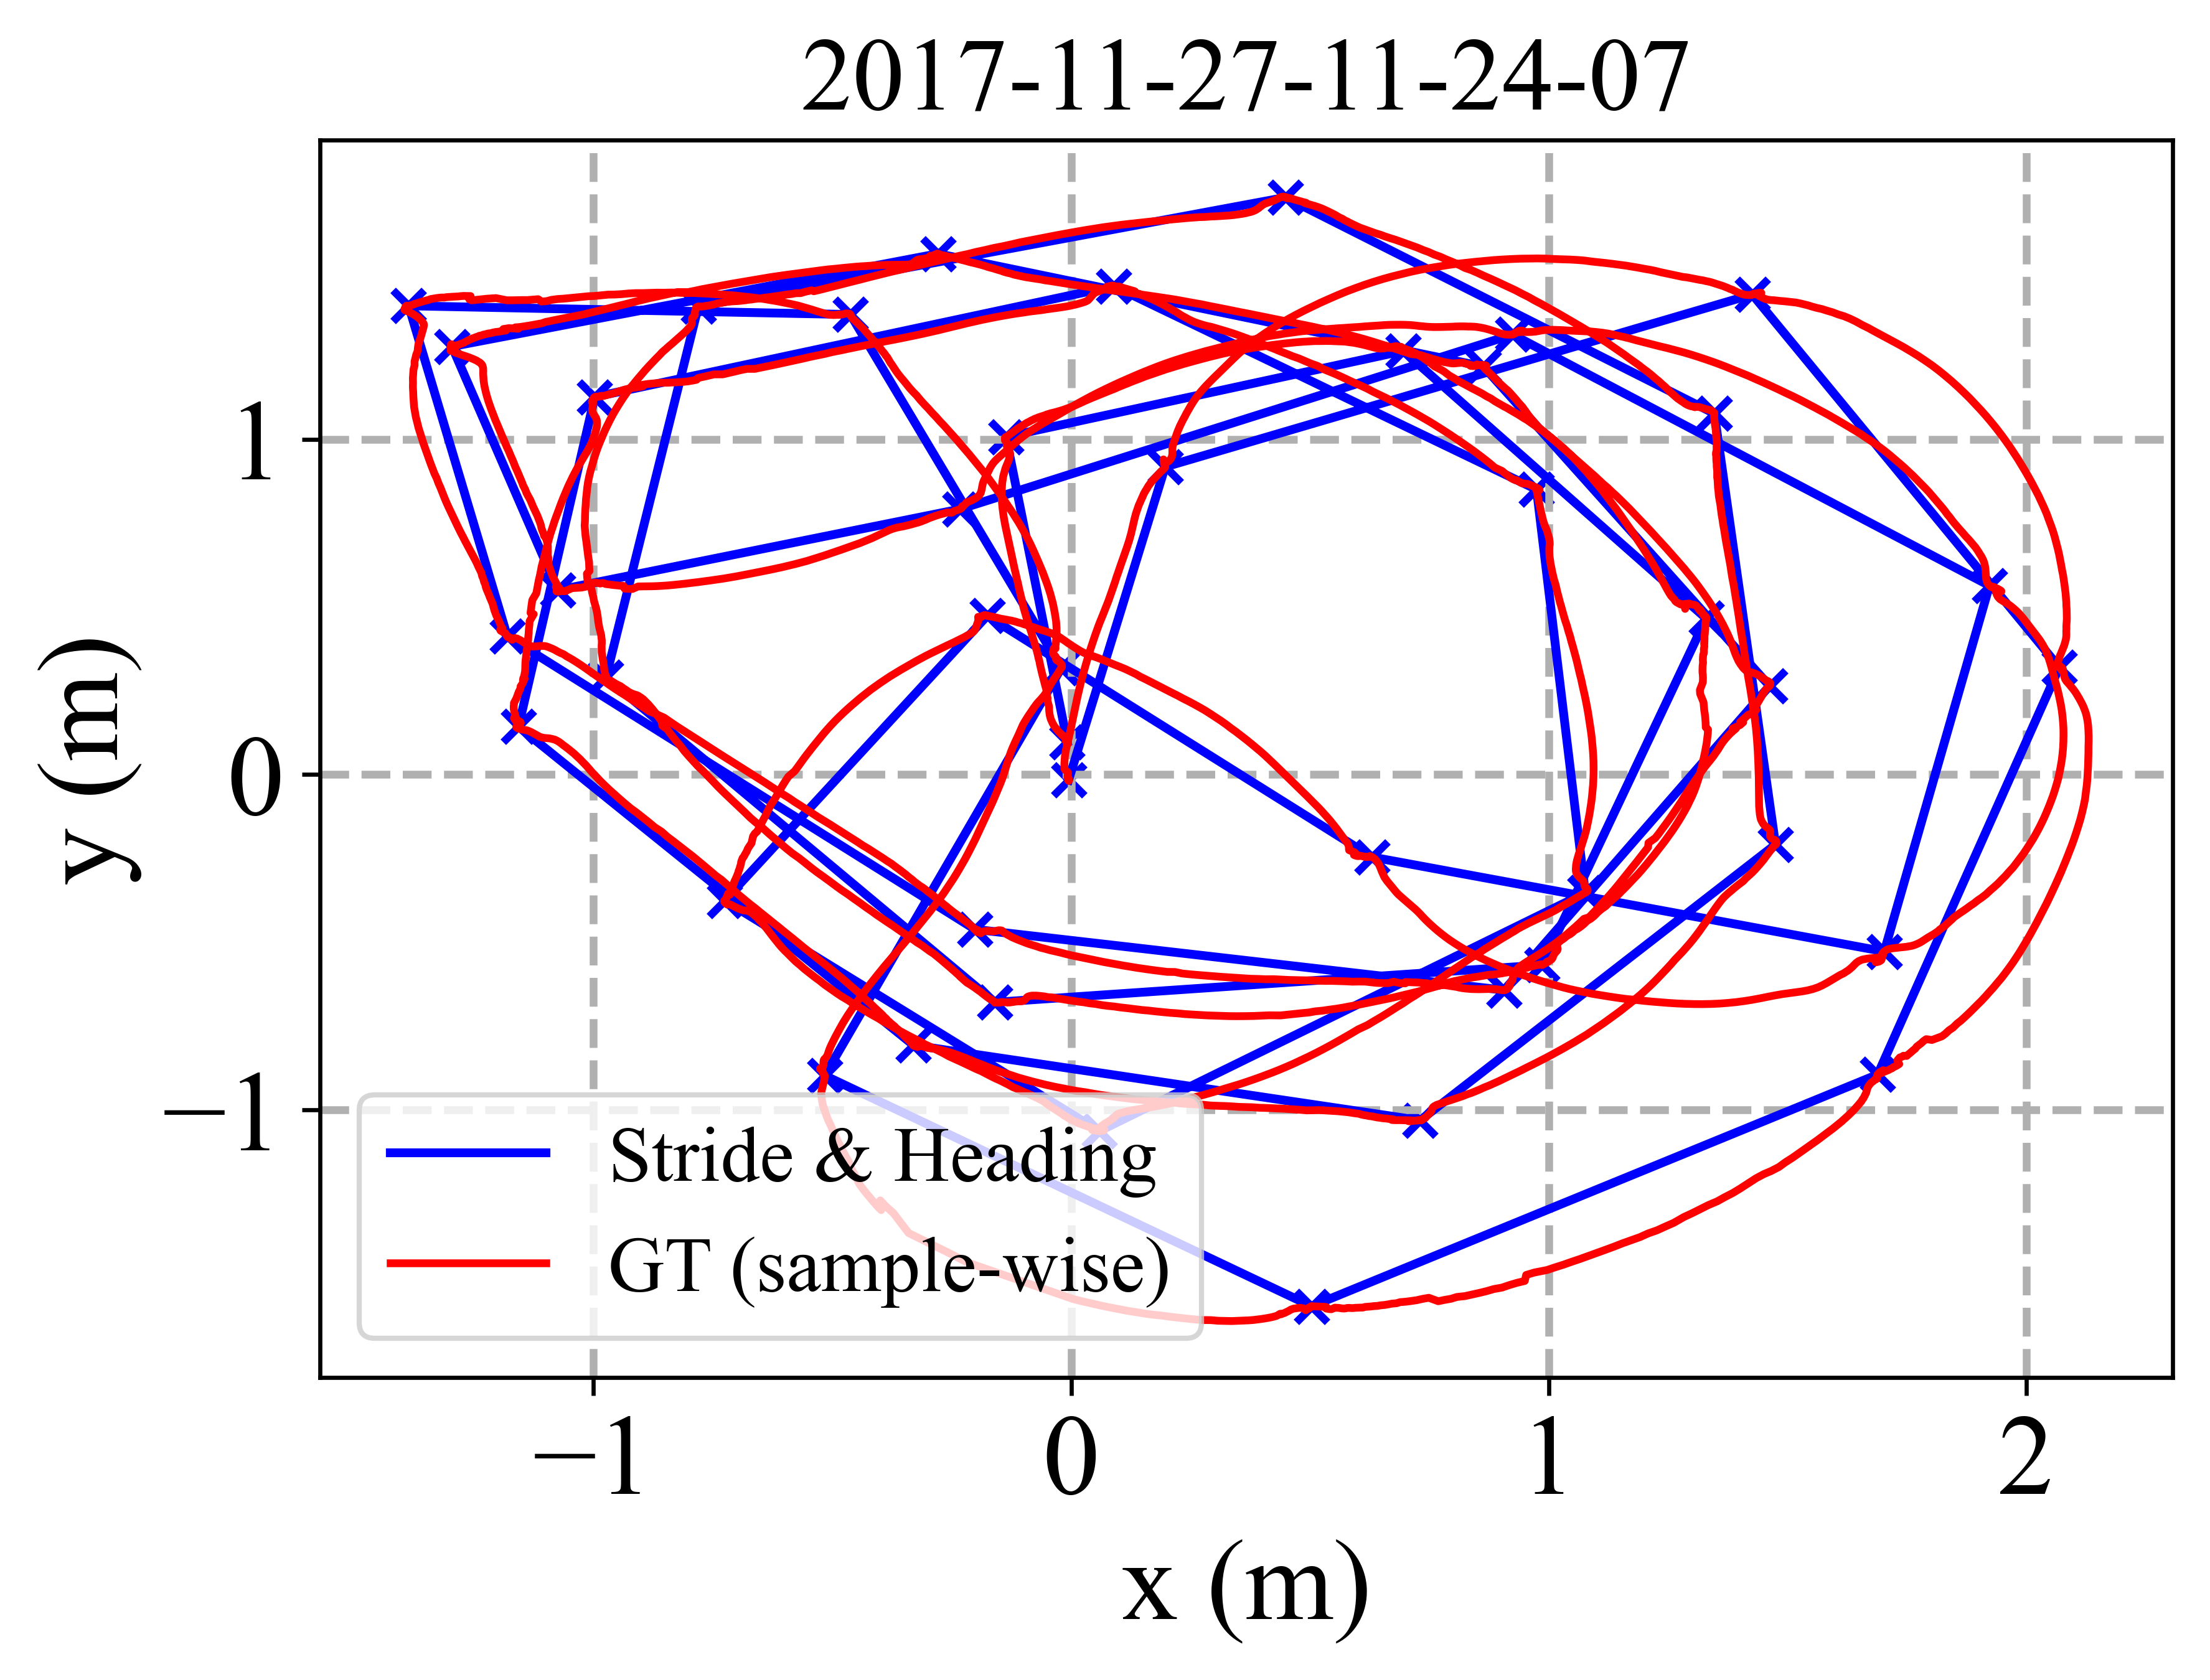 2017-11-27-11-24-07
y (m)
1
0
−1
Stride & Heading
GT (sample-wise)
−1 0 1 2
x (m)